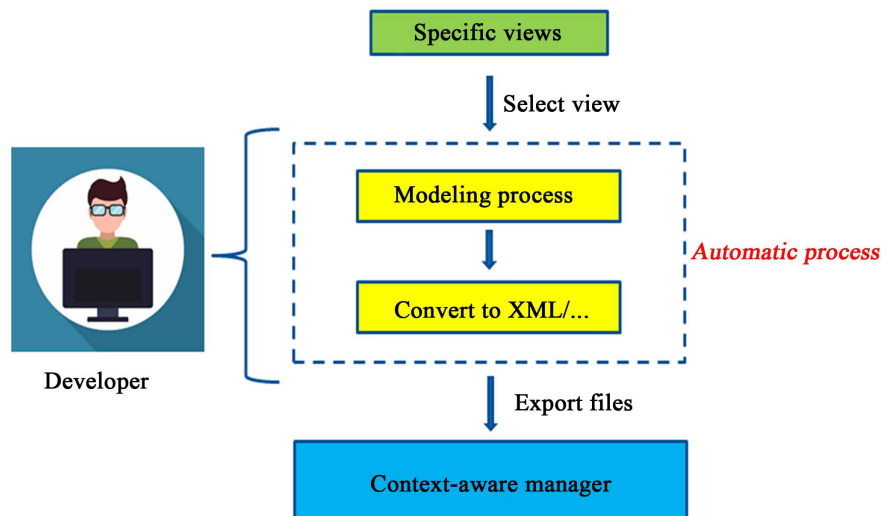 Specific views
Select view
Modeling process
Automatic process
Convert to XML/...
Developer
Export files
Context-aware manager